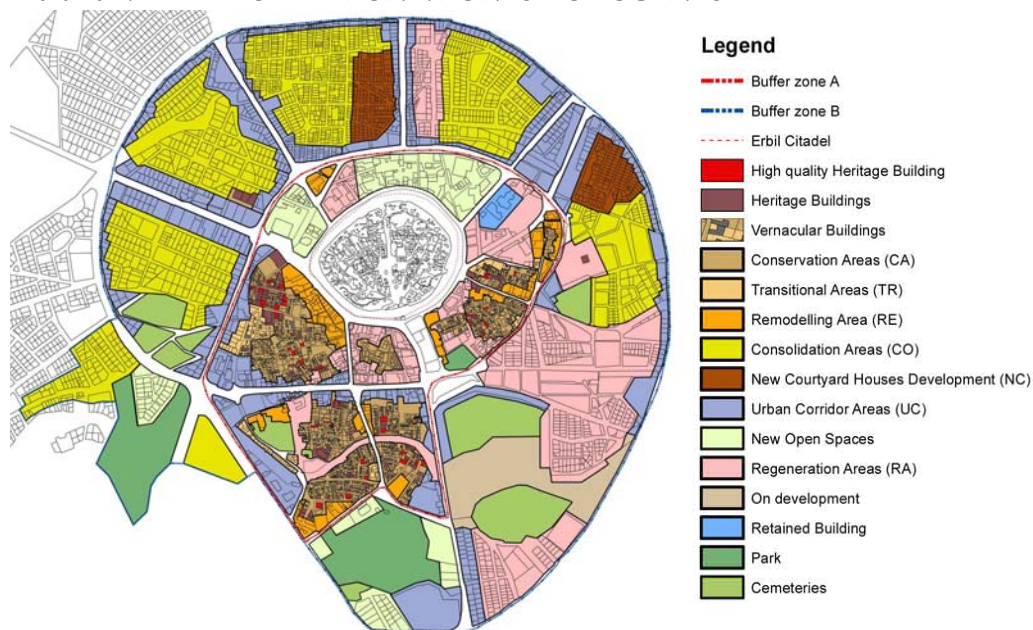 Legend
Buffer zone A
Buffer zone B
Erbil Citadel
High quality Heritage Building
Heritage Buildings
Vernacular Buildings
Conservation Areas (CA)
Transitional Areas (TR)
Remodelling Area (RE)
Consolidation Areas (CO)
New Courtyard Houses Development (NC)
Urban Corridor Areas (UC)
New Open Spaces
Regeneration Areas (RA)
On development
Retained Building
Park
Cemeteries